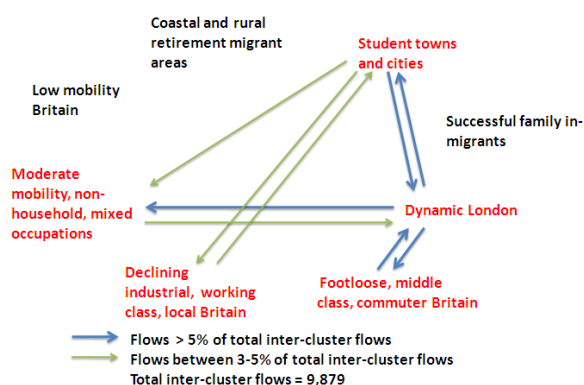 Coastal and rural
retirement migrant
areas
Student towns
and cities
Low mobility
Britain
Successful family in-
migrants
Moderate
mobility, non-
household, mixed
occupations
Dynamic London
Declining
industrial, working
class, local Britain
Footloose, middle
class, commuter Britain
Flows > 5% of total inter-cluster flows
Flows between 3-5% of total inter-cluster flows
Total inter-cluster flows = 9,879